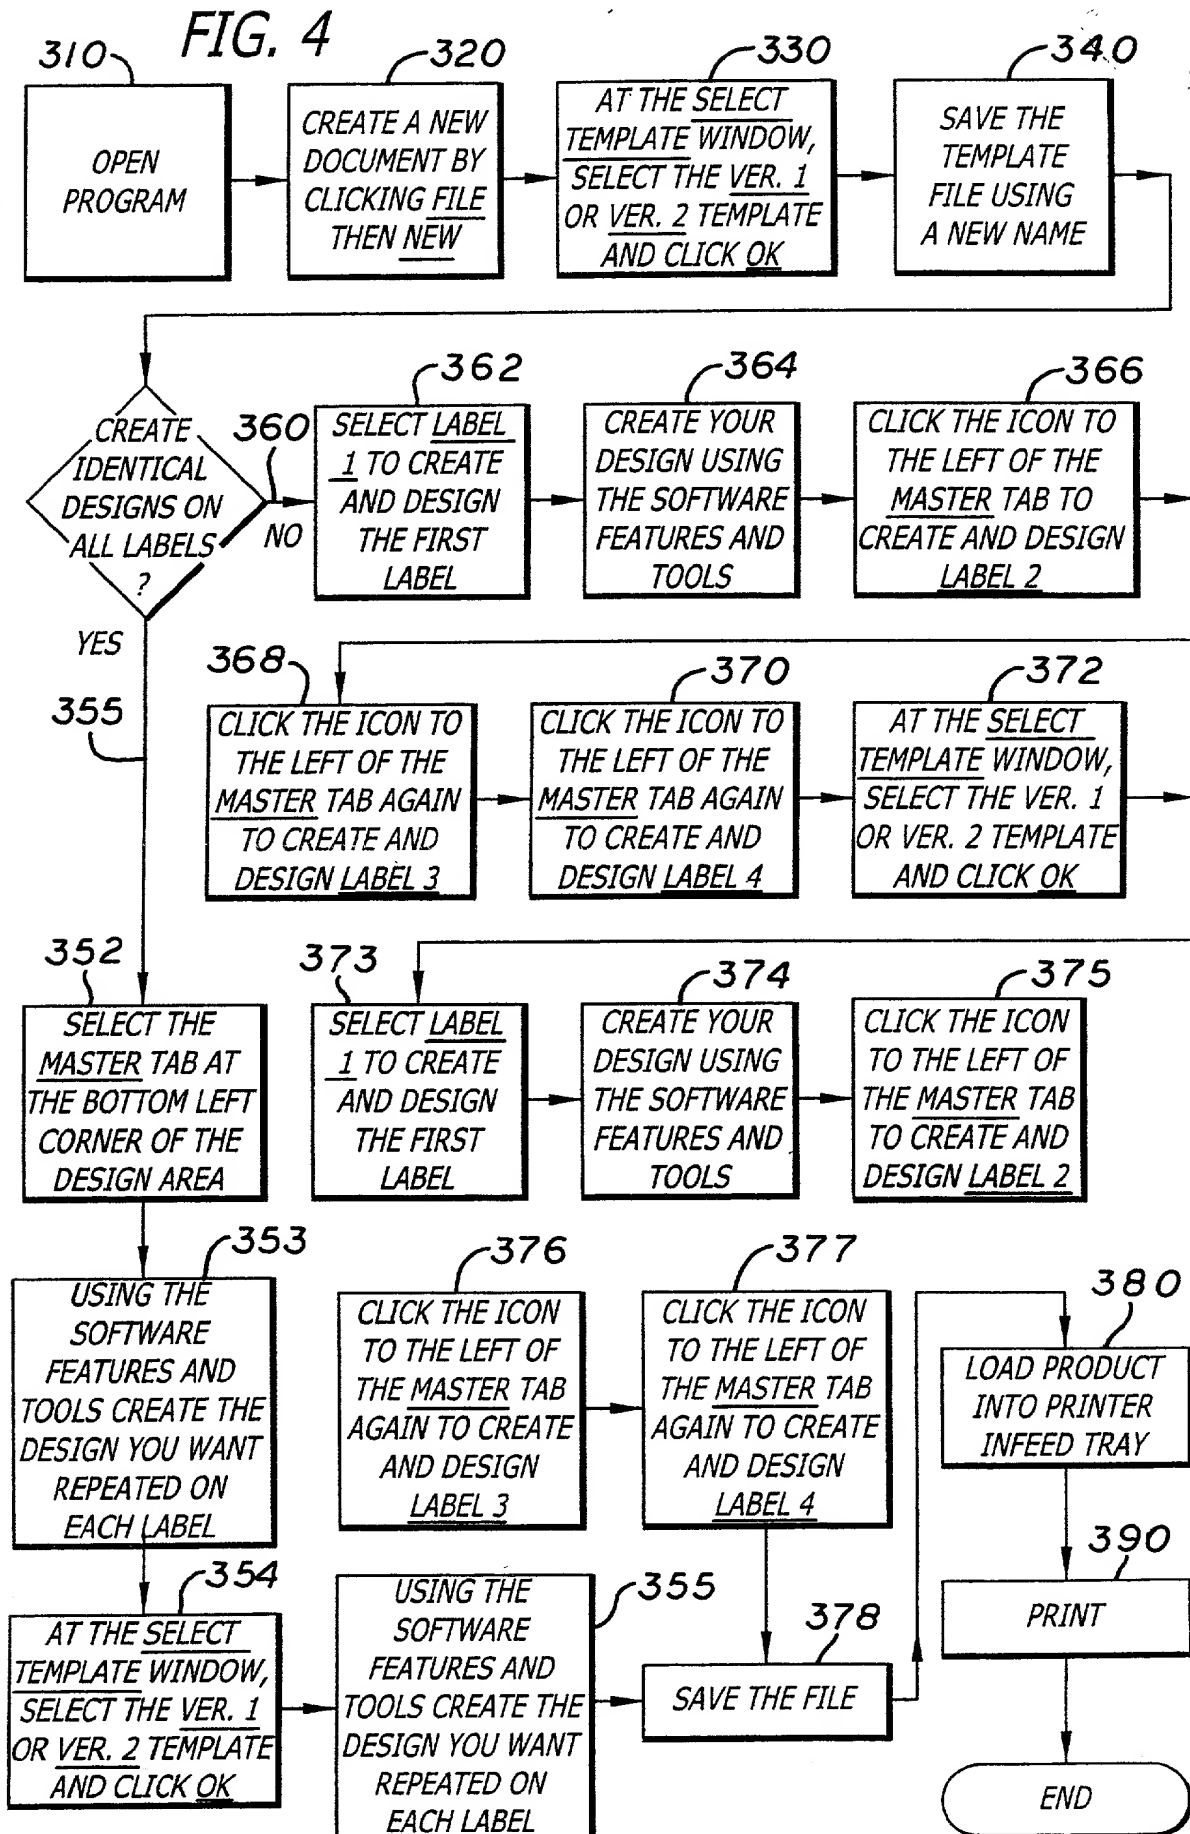 FIG. 4
310
OPEN
PROGRAM
320
CREATE A NEW
DOCUMENT BY
CLICKING FILE
THEN NEW
330
AT THE SELECT
TEMPLATE WINDOW,
SELECT THE VER. 1
OR VER. 2 TEMPLATE
AND CLICK OK
340
SAVE THE
TEMPLATE
FILE USING
A NEW NAME
CREATE
IDENTICAL
DESIGNS ON
ALL LABELS
?
360
NO
YES
355
362
SELECT LABEL
1 TO CREATE
AND DESIGN
THE FIRST
LABEL
364
CREATE YOUR
DESIGN USING
THE SOFTWARE
FEATURES AND
TOOLS
366
CLICK THE ICON TO
THE LEFT OF THE
MASTER TAB TO
CREATE AND DESIGN
LABEL 2
368
CLICK THE ICON TO
THE LEFT OF THE
MASTER TAB AGAIN
TO CREATE AND
DESIGN LABEL 3
370
CLICK THE ICON TO
THE LEFT OF THE
MASTER TAB AGAIN
TO CREATE AND
DESIGN LABEL 4
372
AT THE SELECT
TEMPLATE WINDOW,
SELECT THE VER. 1
OR VER. 2 TEMPLATE
AND CLICK OK
352
SELECT THE
MASTER TAB AT
THE BOTTOM LEFT
CORNER OF THE
DESIGN AREA
373
SELECT LABEL
1 TO CREATE
AND DESIGN
THE FIRST
LABEL
374
CREATE YOUR
DESIGN USING
THE SOFTWARE
FEATURES AND
TOOLS
375
CLICK THE ICON
TO THE LEFT OF
THE MASTER TAB
TO CREATE AND
DESIGN LABEL 2
353
USING THE
SOFTWARE
FEATURES AND
TOOLS CREATE THE
DESIGN YOU WANT
REPEATED ON
EACH LABEL
376
CLICK THE ICON
TO THE LEFT OF
THE MASTER TAB
AGAIN TO CREATE
AND DESIGN
LABEL 3
377
CLICK THE ICON
TO THE LEFT OF
THE MASTER TAB
AGAIN TO CREATE
AND DESIGN
LABEL 4
380
LOAD PRODUCT
INTO PRINTER
INFEED TRAY
354
AT THE SELECT
TEMPLATE WINDOW,
SELECT THE VER. 1
OR VER. 2 TEMPLATE
AND CLICK OK
355
USING THE
SOFTWARE
FEATURES AND
TOOLS CREATE THE
DESIGN YOU WANT
REPEATED ON
EACH LABEL
378
SAVE THE FILE
390
PRINT
END